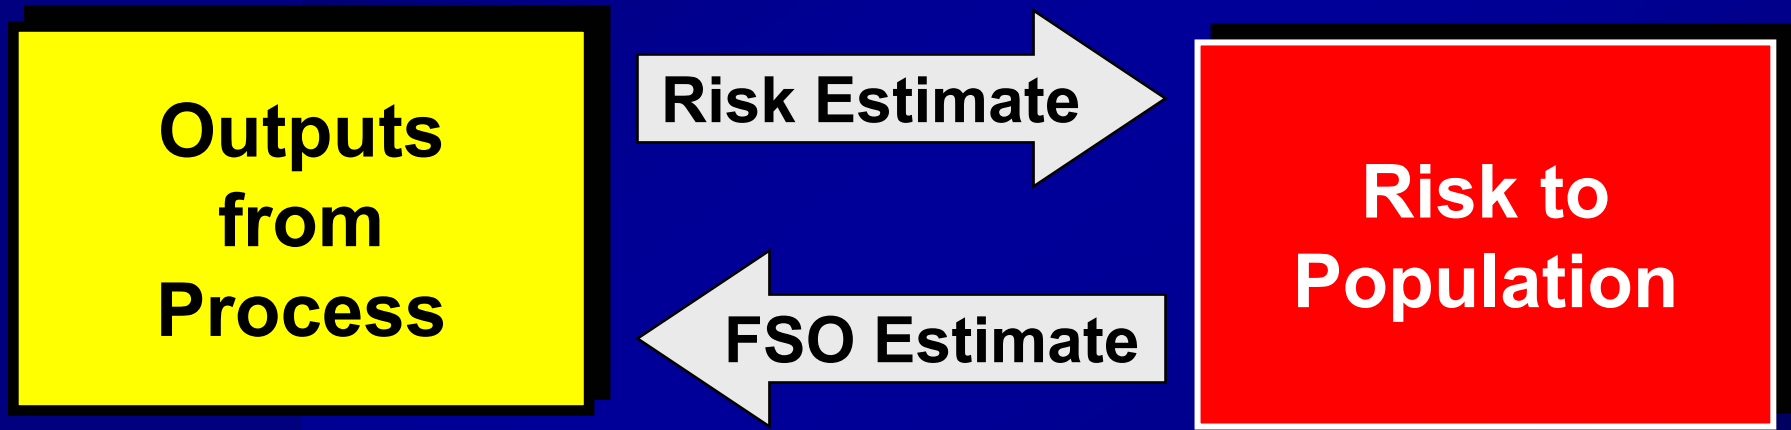 Outputs
from
Process
Risk Estimate
FSO Estimate
Risk to
Population